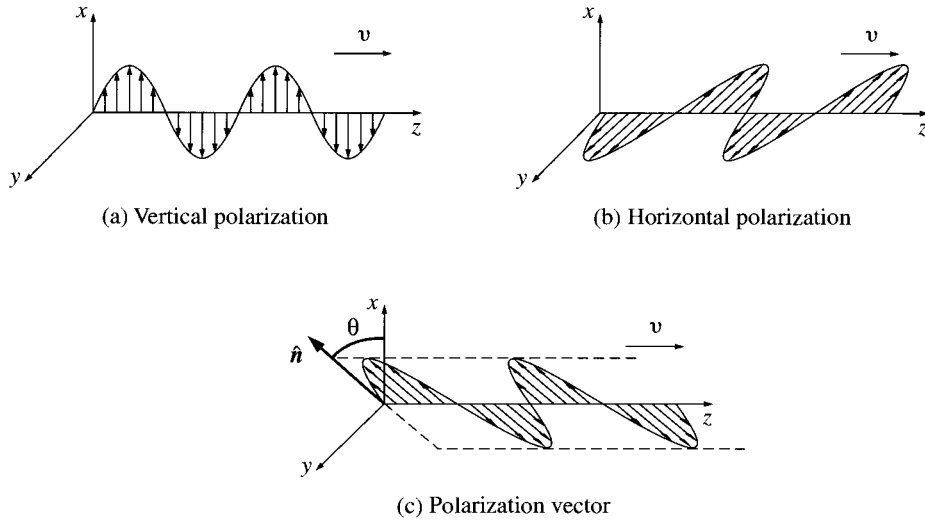 x
v
z
y
(a) Vertical polarization
x
v
z
y
(b) Horizontal polarization
x
θ
n̂
v
z
y
(c) Polarization vector